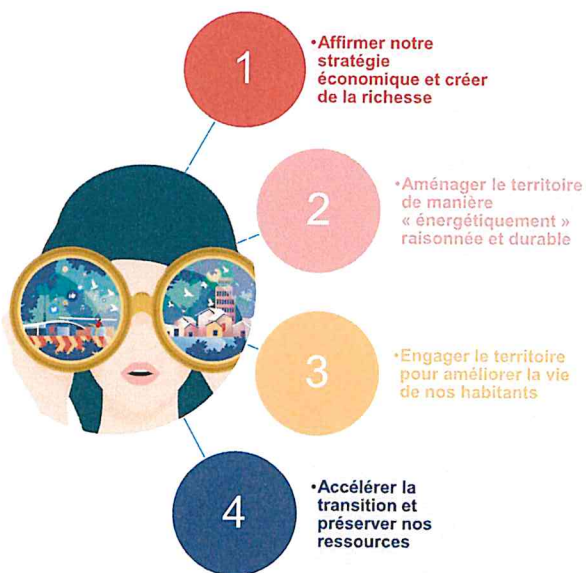 1
•Affirmer notre
stratégie
économique et créer
de la richesse
2
•Aménager le territoire
de manière
« énergétiquement »
raisonnée et durable
3
•Engager le territoire
pour améliorer la vie
de nos habitants
4
•Accélérer la
transition et
préserver nos
ressources